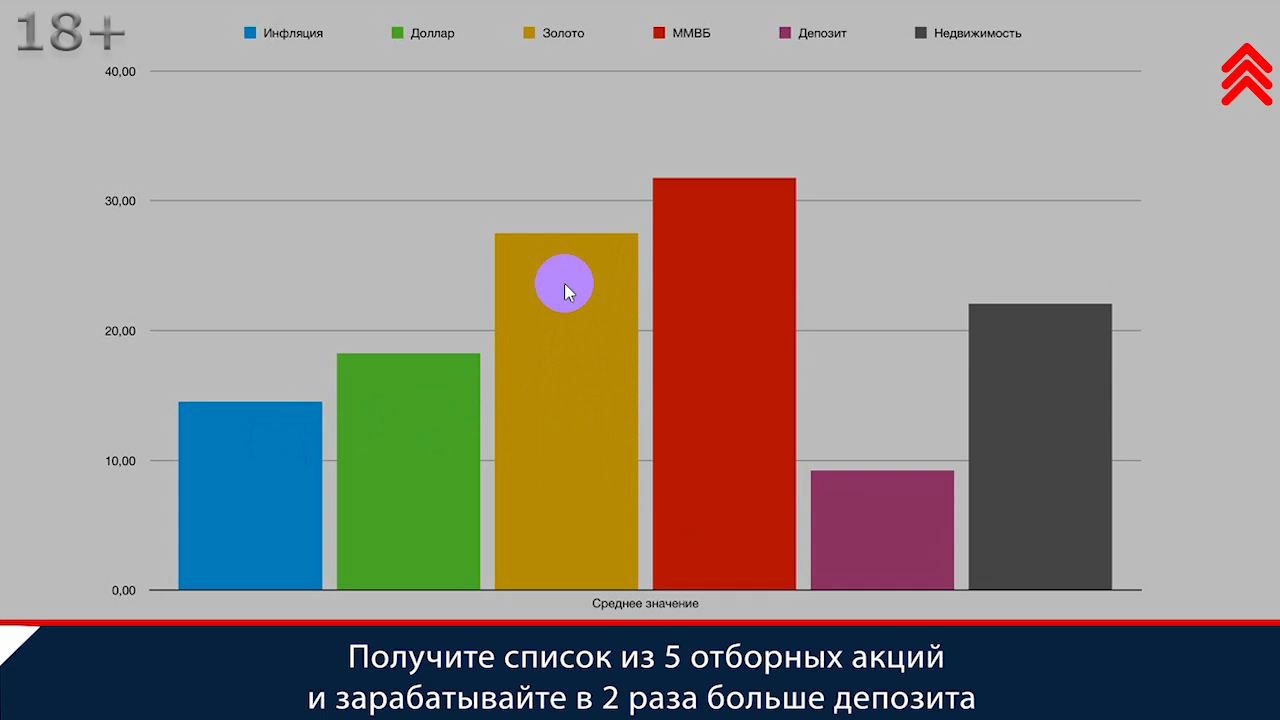 18+
Инфляция Доллар Золото ММВБ Депозит Недвижимость
40,00
30,00
20,00
10,00
0,00
Среднее значение
Получите список из 5 отборных акций
и зарабатывайте в 2 раза больше депозита